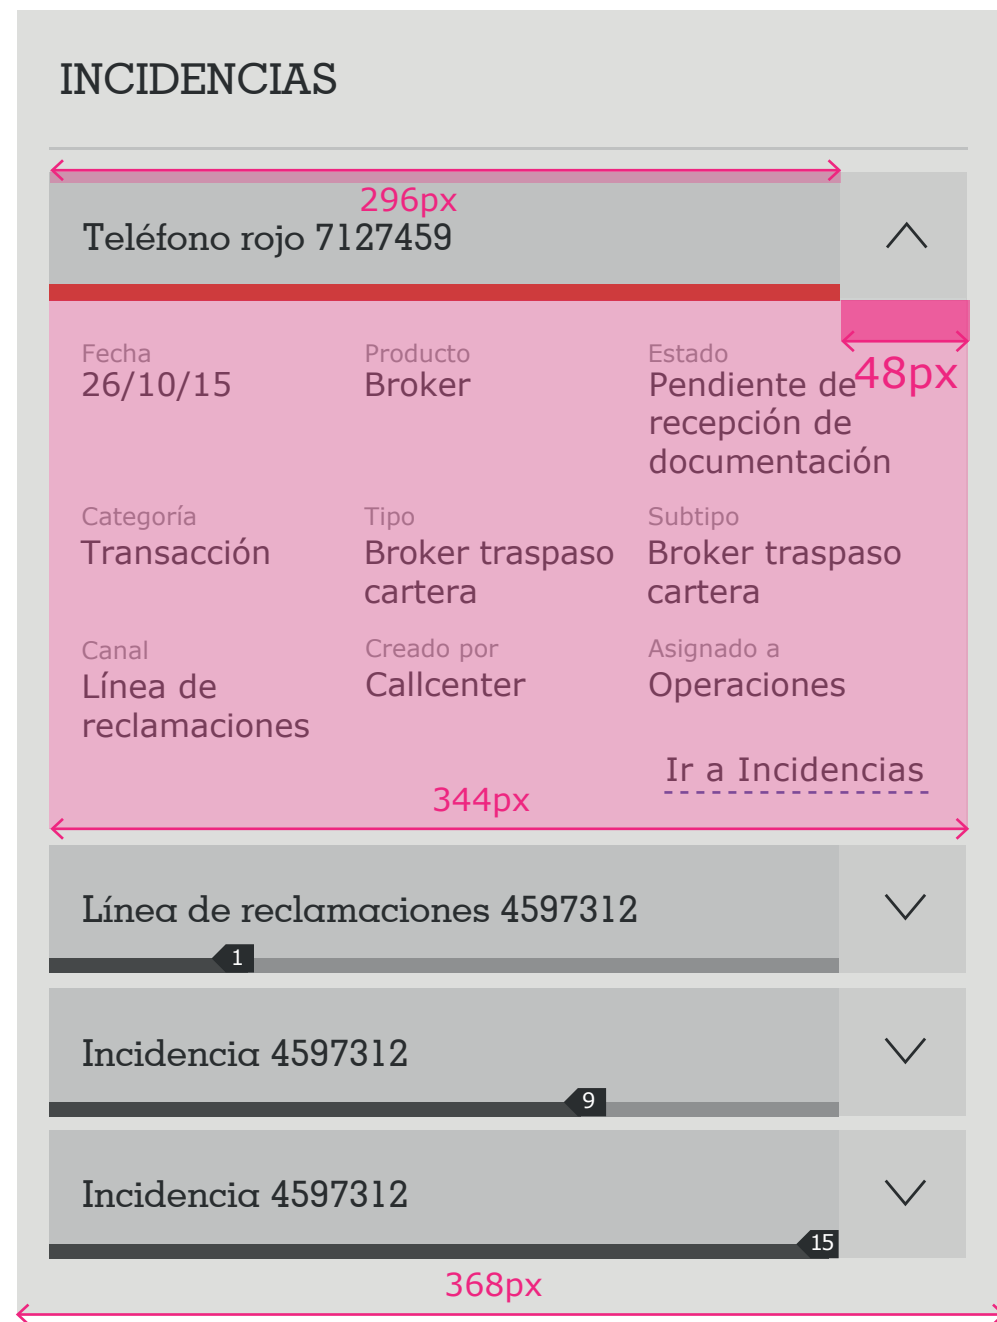 INCIDENCIAS
296px
Teléfono rojo 7127459
48px
Fecha
26/10/15
Producto
Broker
Estado
Pendiente de
recepción de
documentación
Categoría
Transacción
Tipo
Broker traspaso
cartera
Subtipo
Broker traspaso
cartera
Canal
Línea de
reclamaciones
Creado por
Callcenter
Asignado a
Operaciones
Ir a Incidencias
344px
Línea de reclamaciones 4597312
1
Incidencia 4597312
9
Incidencia 4597312
15
368px